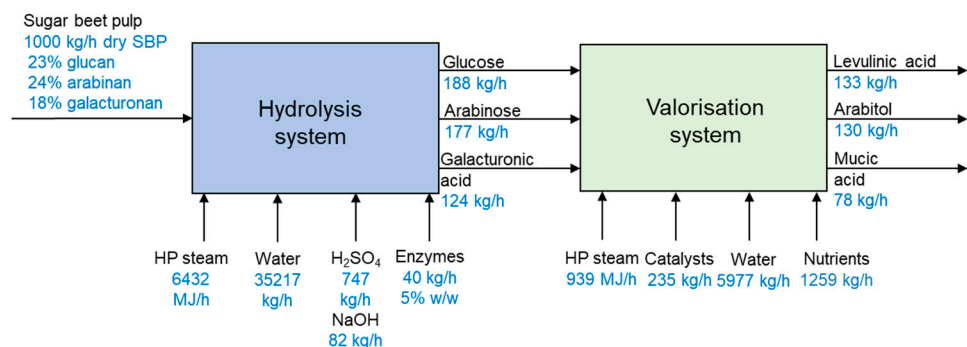 Sugar beet pulp
1000 kg/h dry SBP
23% glucan
24% arabinan
18% galacturonan
Hydrolysis
system
Glucose
188 kg/h
Arabinose
177 kg/h
Galacturonic
acid
124 kg/h
Valorisation
system
Levulinic acid
133 kg/h
Arabitol
130 kg/h
Mucic
acid
78 kg/h
HP steam
6432
MJ/h
Water
35217
kg/h
H₂SO₄
747
kg/h
NaOH
82 kg/h
Enzymes
40 kg/h
5% w/w
HP steam
939 MJ/h
Catalysts
235 kg/h
Water
5977 kg/h
Nutrients
1259 kg/h